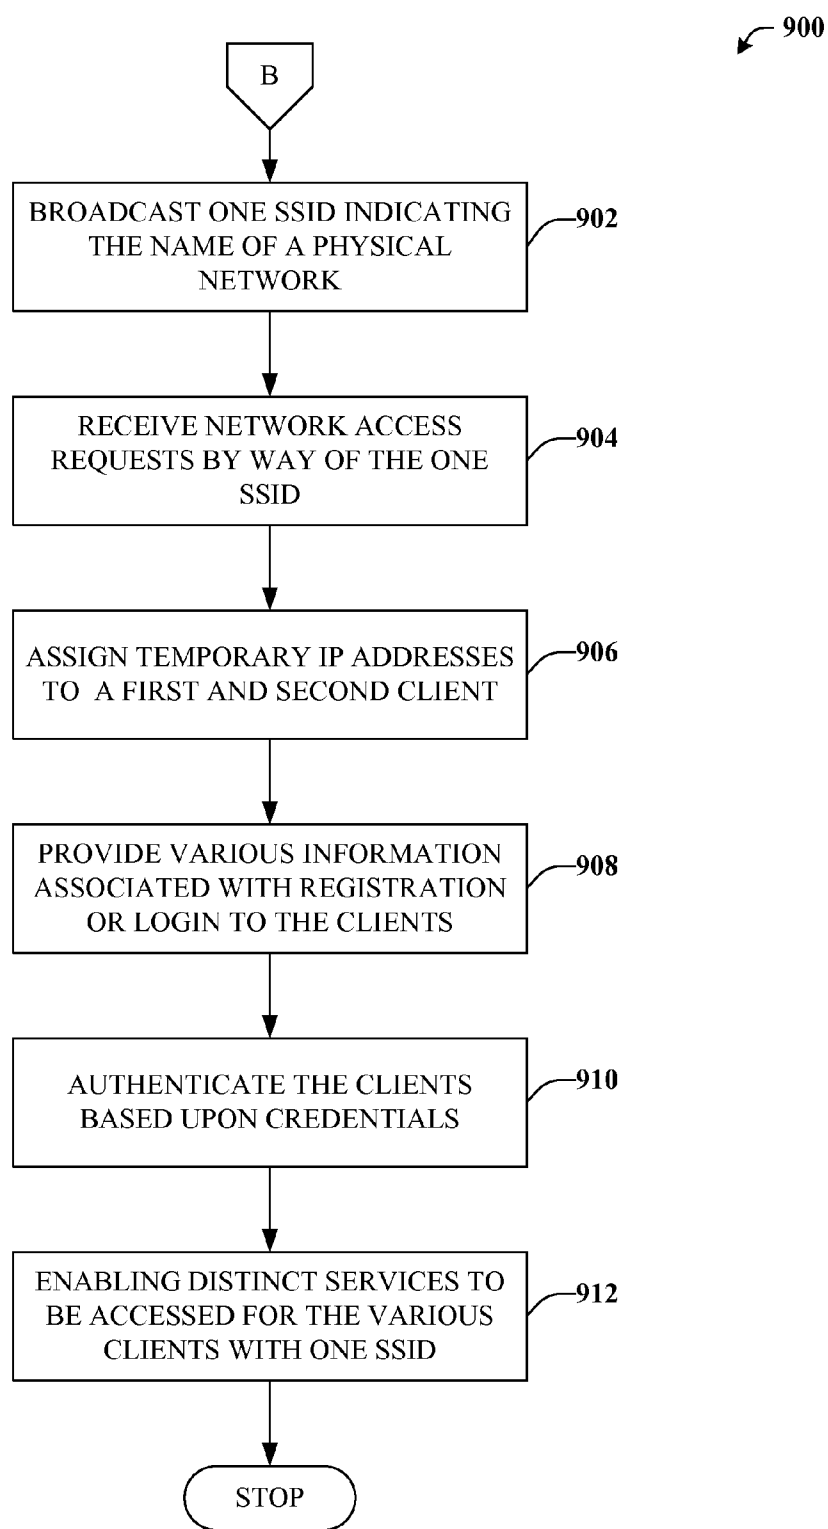 900
B
BROADCAST ONE SSID INDICATING
THE NAME OF A PHYSICAL
NETWORK
902
RECEIVE NETWORK ACCESS
REQUESTS BY WAY OF THE ONE
SSID
904
ASSIGN TEMPORARY IP ADDRESSES
TO A FIRST AND SECOND CLIENT
906
PROVIDE VARIOUS INFORMATION
ASSOCIATED WITH REGISTRATION
OR LOGIN TO THE CLIENTS
908
AUTHENTICATE THE CLIENTS
BASED UPON CREDENTIALS
910
ENABLING DISTINCT SERVICES TO
BE ACCESSED FOR THE VARIOUS
CLIENTS WITH ONE SSID
912
STOP